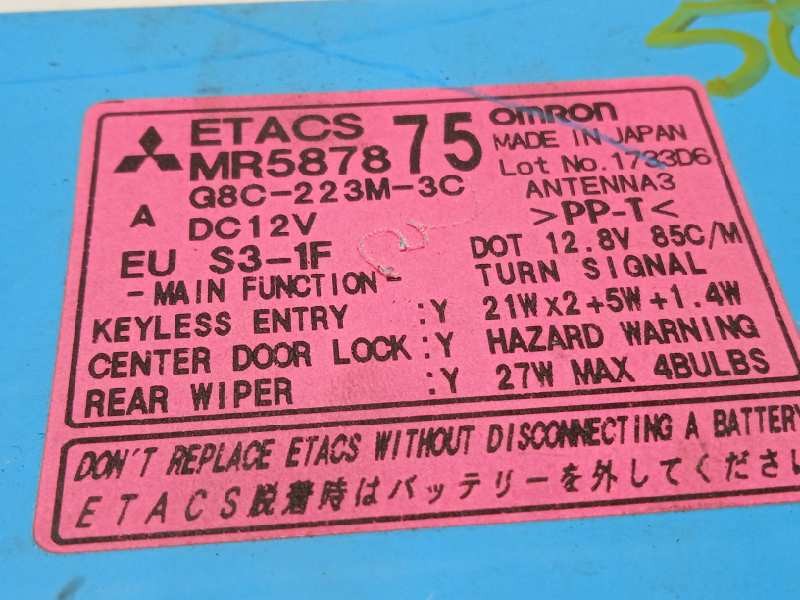 50
ETACS
MR587875
G8C-223M-3C
A DC12V
EU S3-1F
- MAIN FUNCTION -
KEYLESS ENTRY :Y
CENTER DOOR LOCK :Y
REAR WIPER :Y
omron
MADE IN JAPAN
Lot No. 1733D6
ANTENNA3
>PP-T<
DOT 12.8V 85C/M
TURN SIGNAL
21W x 2 + 5W + 1.4W
HAZARD WARNING
27W MAX 4BULBS
DON'T REPLACE ETACS WITHOUT DISCONNECTING A BATTERY
ETACS脱着時はバッテリーを外してください